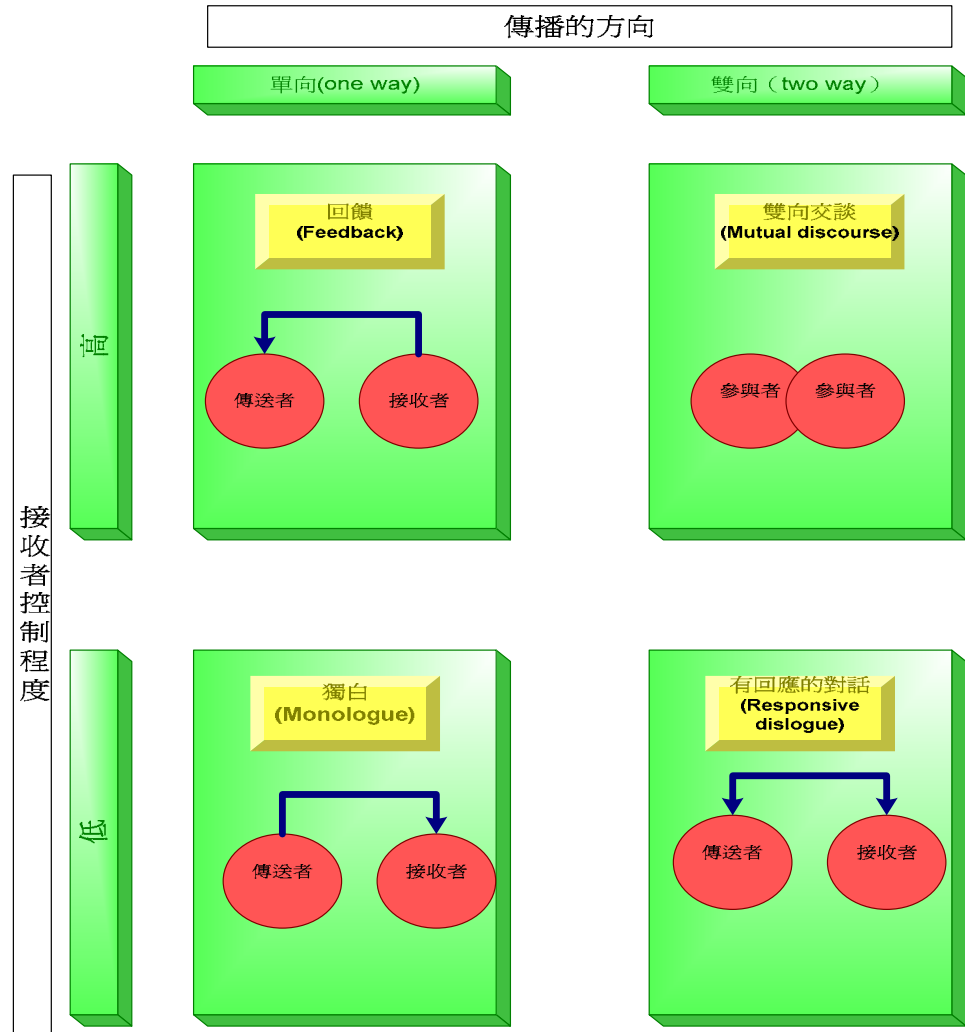 傳播的方向
單向(one way)
雙向（two way）
接收者控制程度
高
回饋
(Feedback)
傳送者
接收者
雙向交談
(Mutual discourse)
參與者
參與者
低
獨白
(Monologue)
傳送者
接收者
有回應的對話
(Responsive
dislogue)
傳送者
接收者